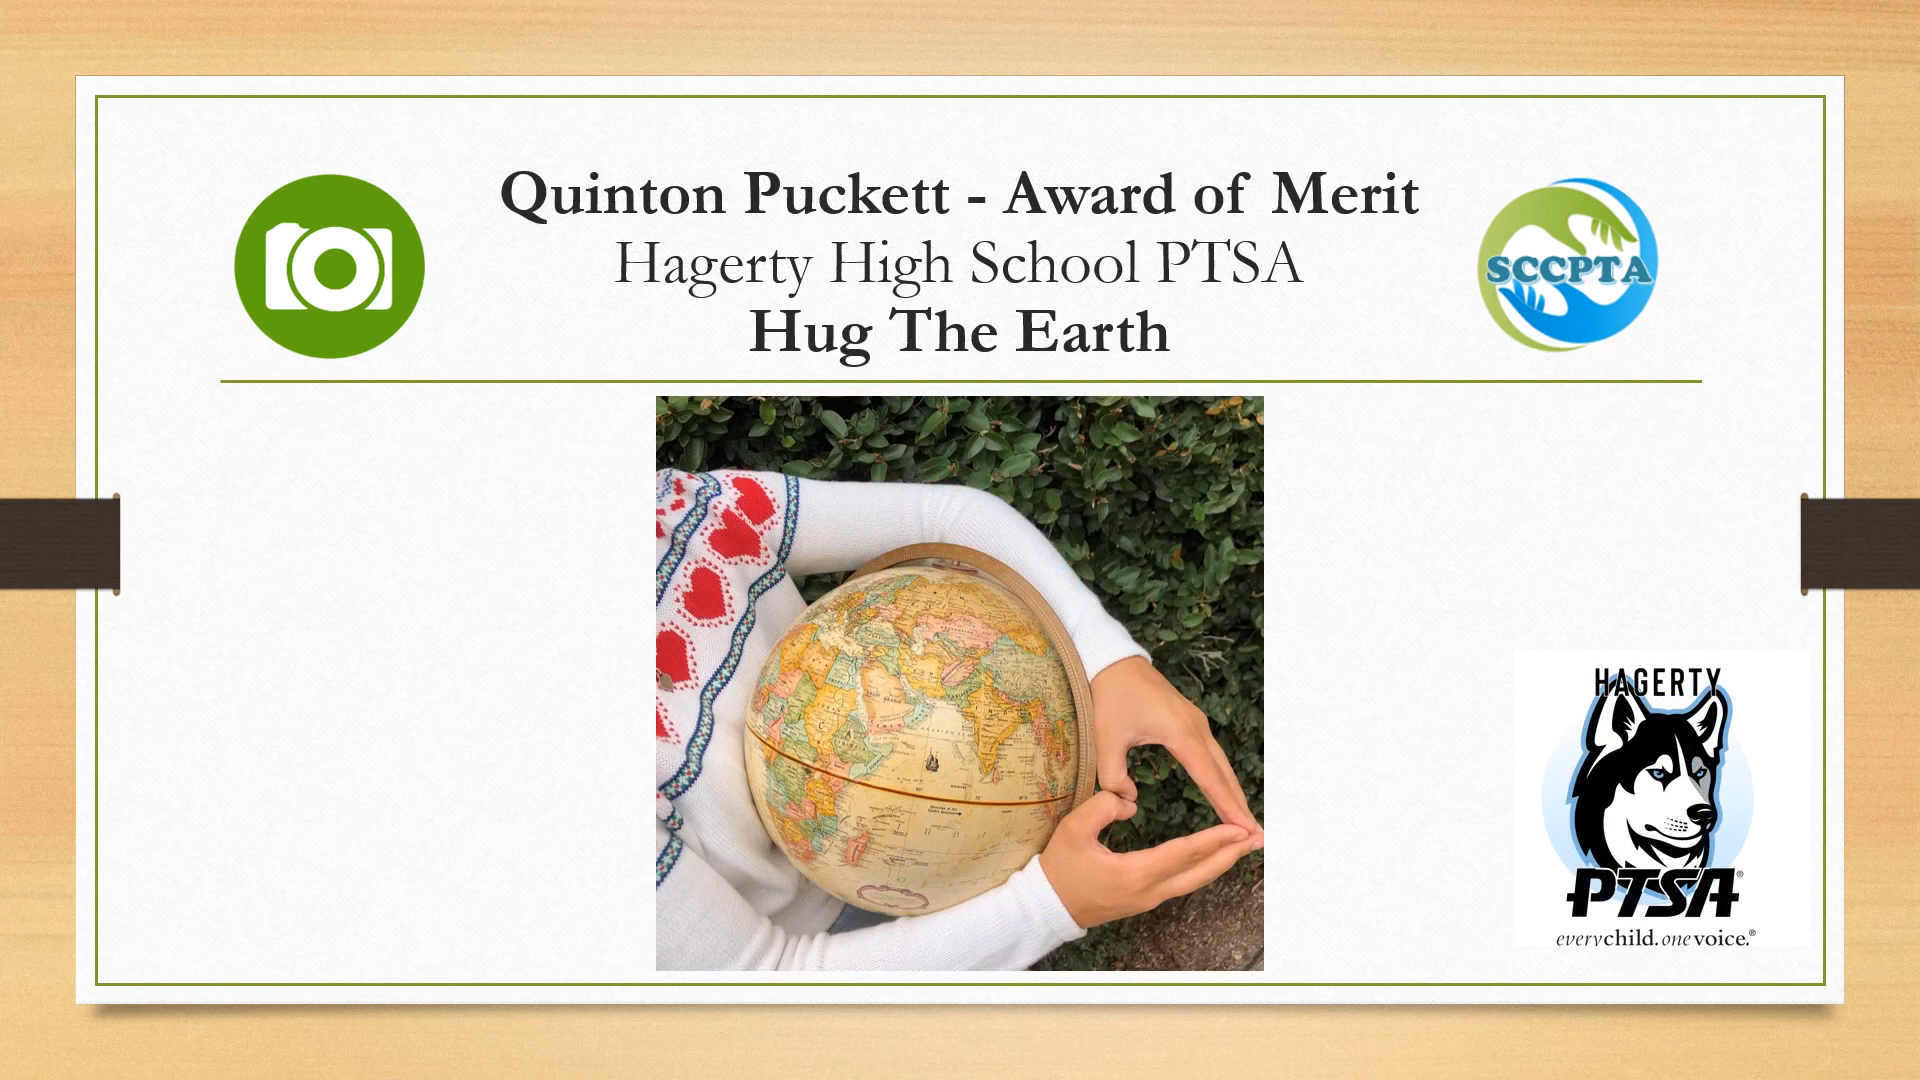 Quinton Puckett - Award of Merit
Hagerty High School PTSA
Hug The Earth
SCCPTA
HAGERTY
PTSA®
everychild.onevoice.®